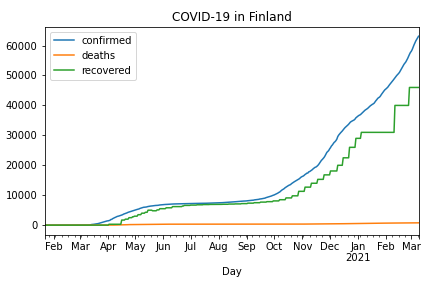 COVID-19 in Finland
confirmed
deaths
recovered
60000
50000
40000
30000
20000
10000
0
Feb Mar Apr May Jun Jul Aug Sep Oct Nov Dec Jan Feb Mar
2021
Day